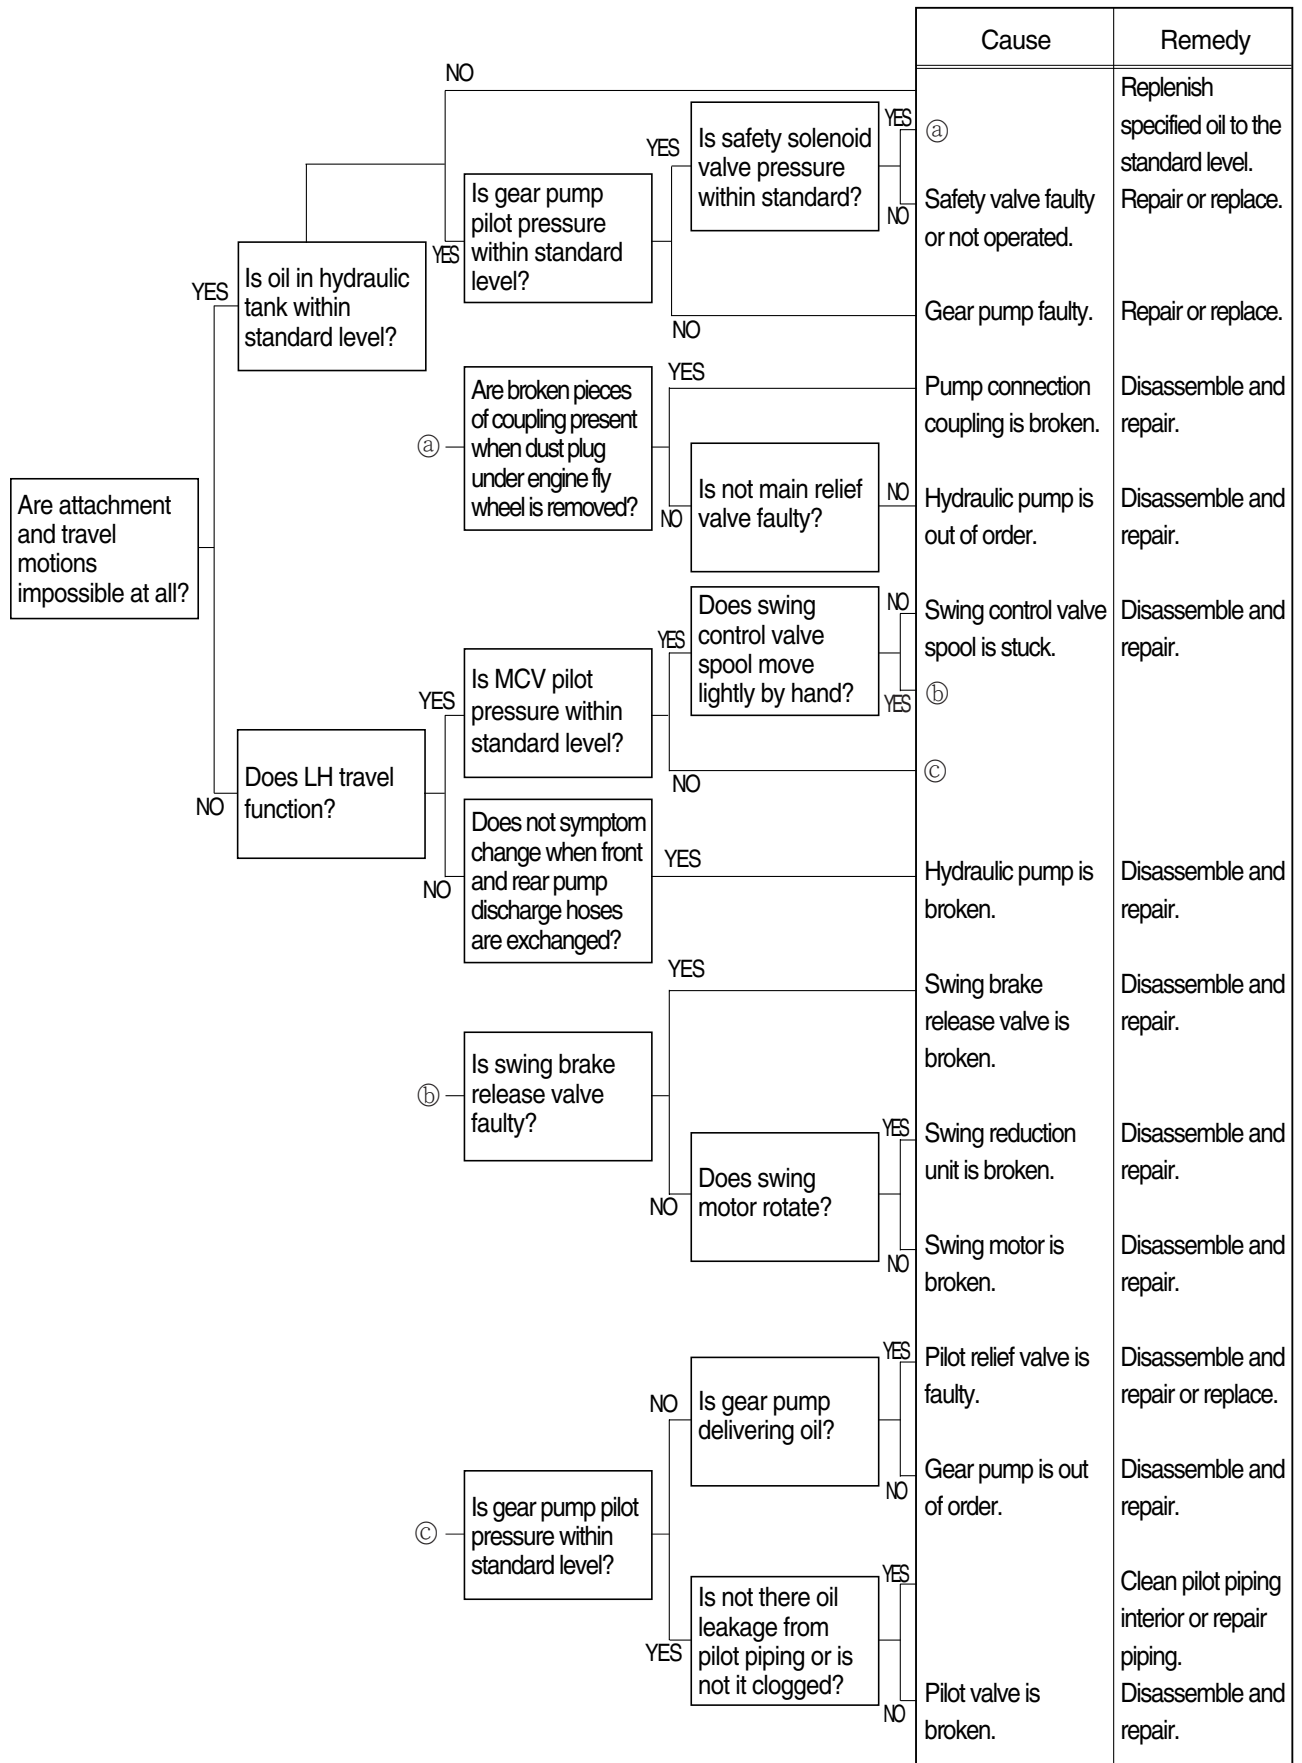 Cause
Remedy
NO
Replenish
specified oil to the
standard level.
YES
Is safety solenoid
valve pressure
within standard?
YES
ⓐ
NO
Safety valve faulty
or not operated.
Repair or replace.
Is gear pump
pilot pressure
within standard
level?
YES
YES
Is oil in hydraulic
tank within
standard level?
NO
Gear pump faulty.
Repair or replace.
ⓐ
Are broken pieces
of coupling present
when dust plug
under engine fly
wheel is removed?
YES
Pump connection
coupling is broken.
Disassemble and
repair.
NO
Is not main relief
valve faulty?
NO
Hydraulic pump is
out of order.
Disassemble and
repair.
Are attachment
and travel
motions
impossible at all?
Does swing
control valve
spool move
lightly by hand?
NO
Swing control valve
spool is stuck.
Disassemble and
repair.
YES
YES
ⓑ
YES
Is MCV pilot
pressure within
standard level?
NO
ⓒ
NO
Does LH travel
function?
NO
Does not symptom
change when front
and rear pump
discharge hoses
are exchanged?
YES
Hydraulic pump is
broken.
Disassemble and
repair.
YES
Swing brake
release valve is
broken.
Disassemble and
repair.
ⓑ
Is swing brake
release valve
faulty?
NO
Does swing
motor rotate?
YES
Swing reduction
unit is broken.
Disassemble and
repair.
NO
Swing motor is
broken.
Disassemble and
repair.
NO
Is gear pump
delivering oil?
YES
Pilot relief valve is
faulty.
Disassemble and
repair or replace.
NO
Gear pump is out
of order.
Disassemble and
repair.
ⓒ
Is gear pump pilot
pressure within
standard level?
YES
Is not there oil
leakage from
pilot piping or is
not it clogged?
YES
Clean pilot piping
interior or repair
piping.
NO
Pilot valve is
broken.
Disassemble and
repair.